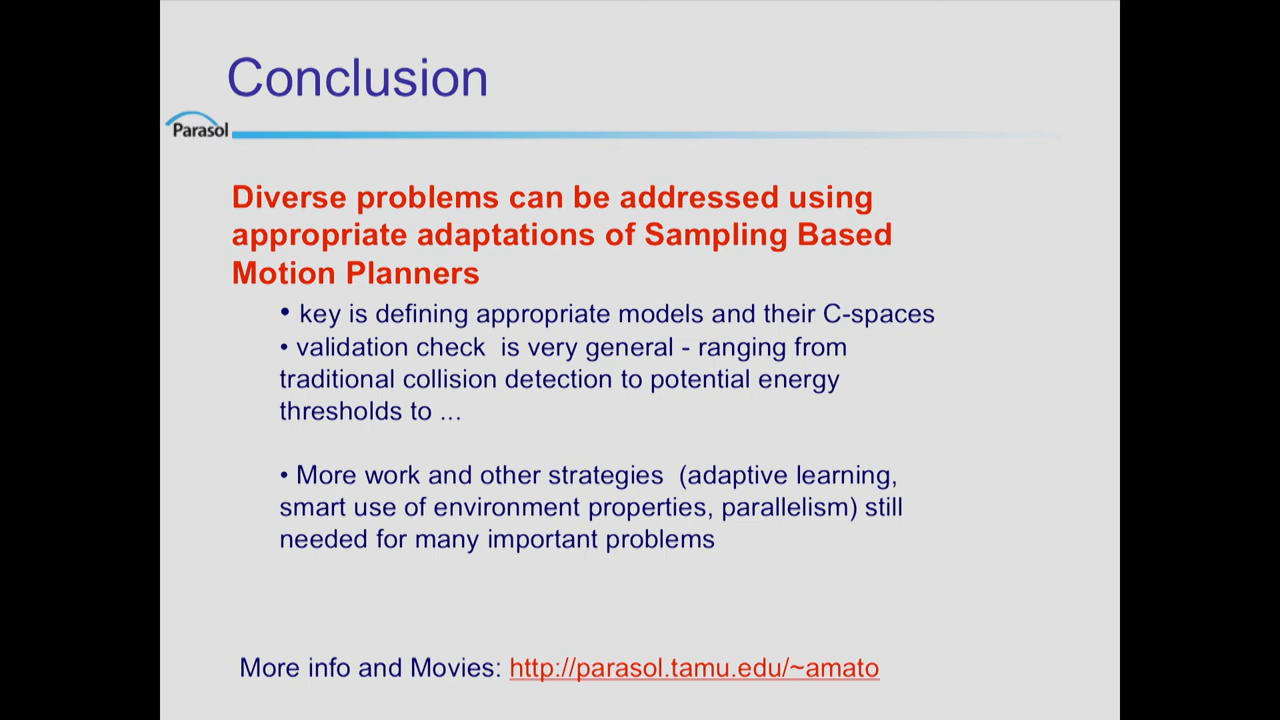 Conclusion
Parasol
Diverse problems can be addressed using
appropriate adaptations of Sampling Based
Motion Planners
• key is defining appropriate models and their C-spaces
• validation check  is very general - ranging from
traditional collision detection to potential energy
thresholds to ...
• More work and other strategies  (adaptive learning,
smart use of environment properties, parallelism) still
needed for many important problems
More info and Movies: http://parasol.tamu.edu/~amato